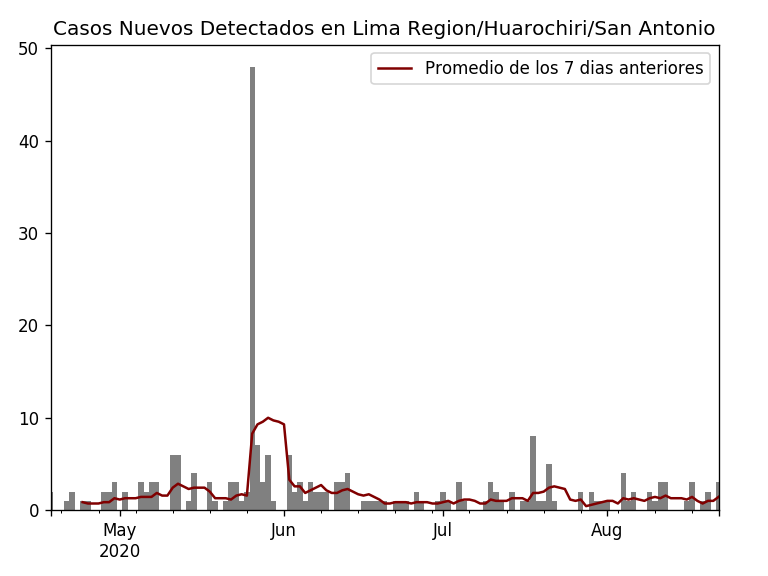 Casos Nuevos Detectados en Lima Region/Huarochiri/San Antonio
Promedio de los 7 dias anteriores
50
40
30
20
10
0
May
2020
Jun
Jul
Aug